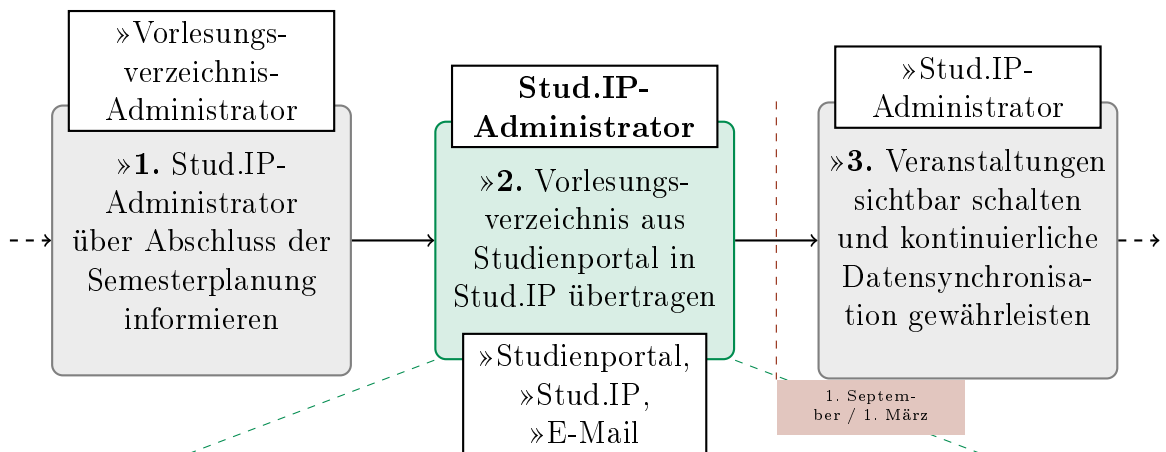 »Vorlesungs-
verzeichnis-
Administrator
»1. Stud.IP-
Administrator
über Abschluss der
Semesterplanung
informieren
Stud.IP-
Administrator
»2. Vorlesungs-
verzeichnis aus
Studienportal in
Stud.IP übertragen
»Studienportal,
»Stud.IP,
»E-Mail
»Stud.IP-
Administrator
»3. Veranstaltungen
sichtbar schalten
und kontinuierliche
Datensynchronisa-
tion gewährleisten
1. Septem-
ber / 1. März